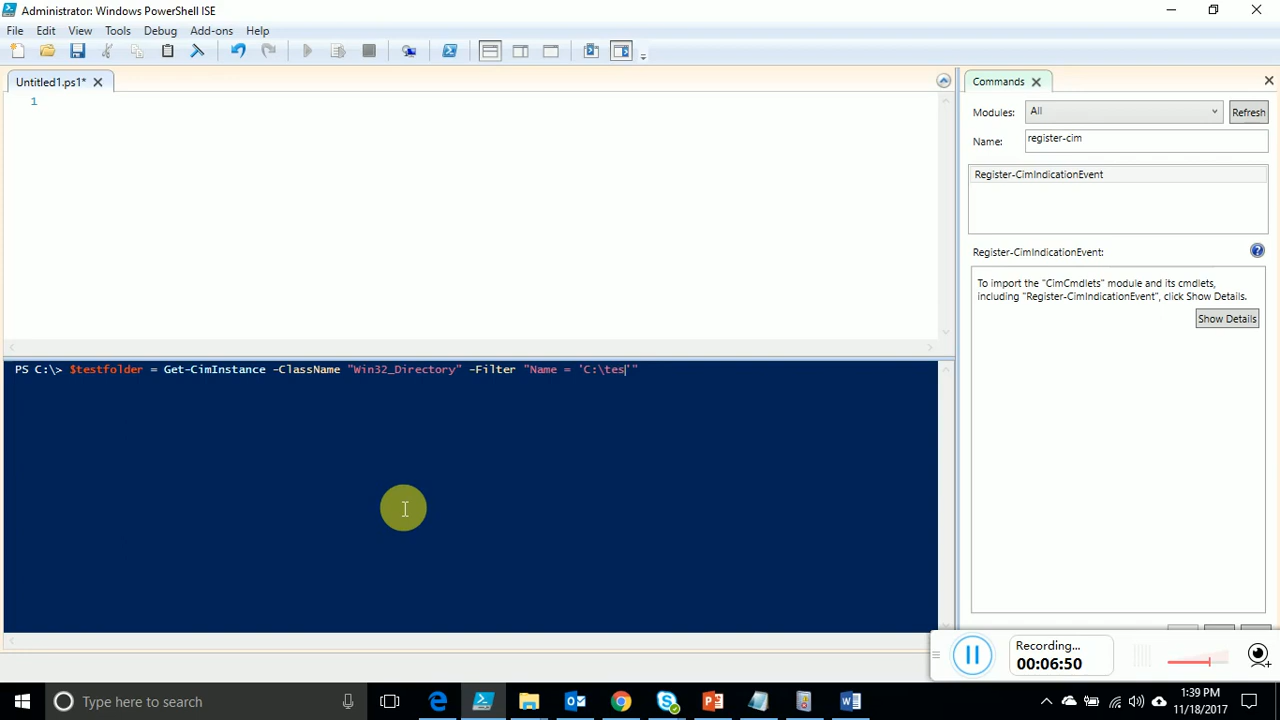 Administrator: Windows PowerShell ISE
File Edit View Tools Debug Add-ons Help
Untitled1.ps1*
1
PS C:\> $testfolder = Get-CimInstance -ClassName "Win32_Directory" -Filter "Name = 'C:\tes'"
Commands
Modules: All Refresh
Name: register-cim
Register-CimIndicationEvent
Register-CimIndicationEvent:
?
To import the "CimCmdlets" module and its cmdlets,
including "Register-CimIndicationEvent", click Show Details.
Show Details
Recording...
00:06:50
Type here to search
1:39 PM
11/18/2017